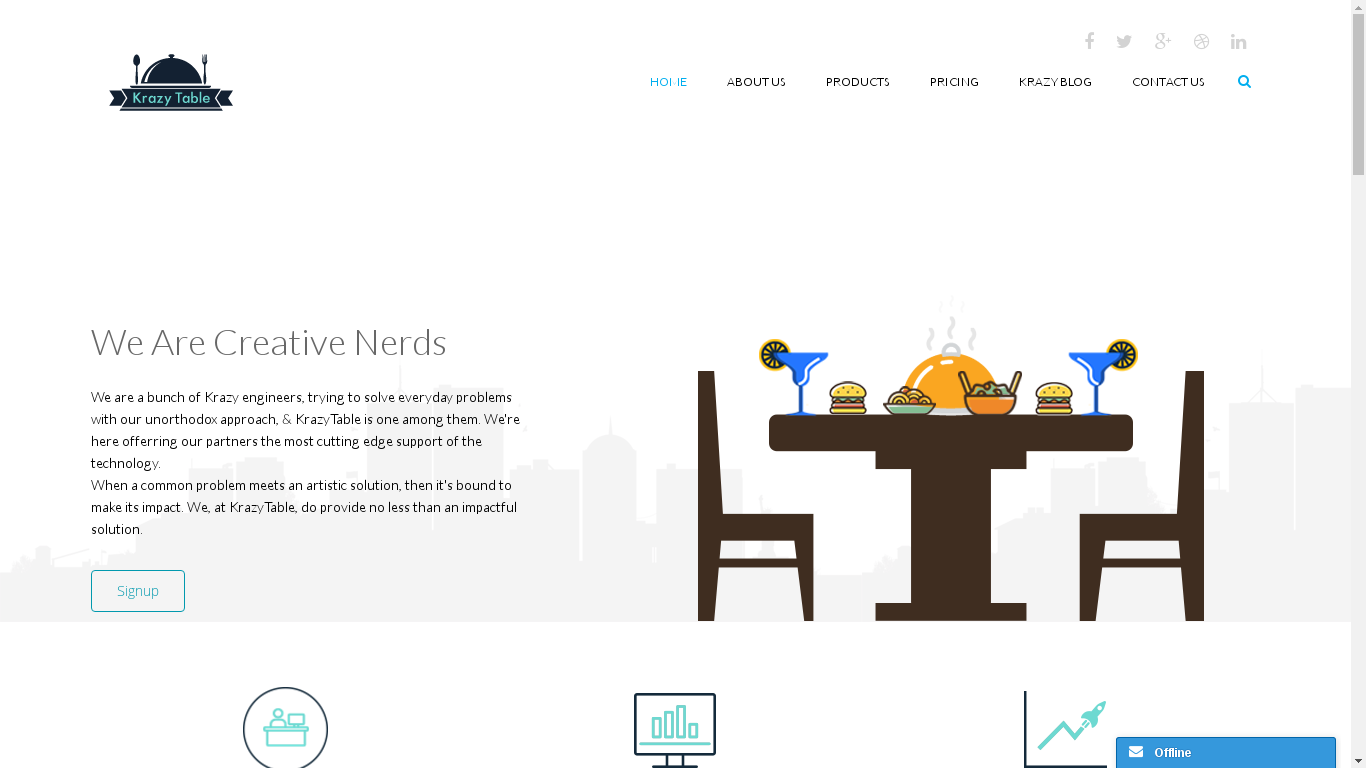 Krazy Table
HOME ABOUT US PRODUCTS PRICING KRAZY BLOG CONTACT US
We Are Creative Nerds
We are a bunch of Krazy engineers, trying to solve everyday problems
with our unorthodox approach, & KrazyTable is one among them. We're
here offerring our partners the most cutting edge support of the
technology.
When a common problem meets an artistic solution, then it's bound to
make its impact. We, at KrazyTable, do provide no less than an impactful
solution.
Signup
Offline